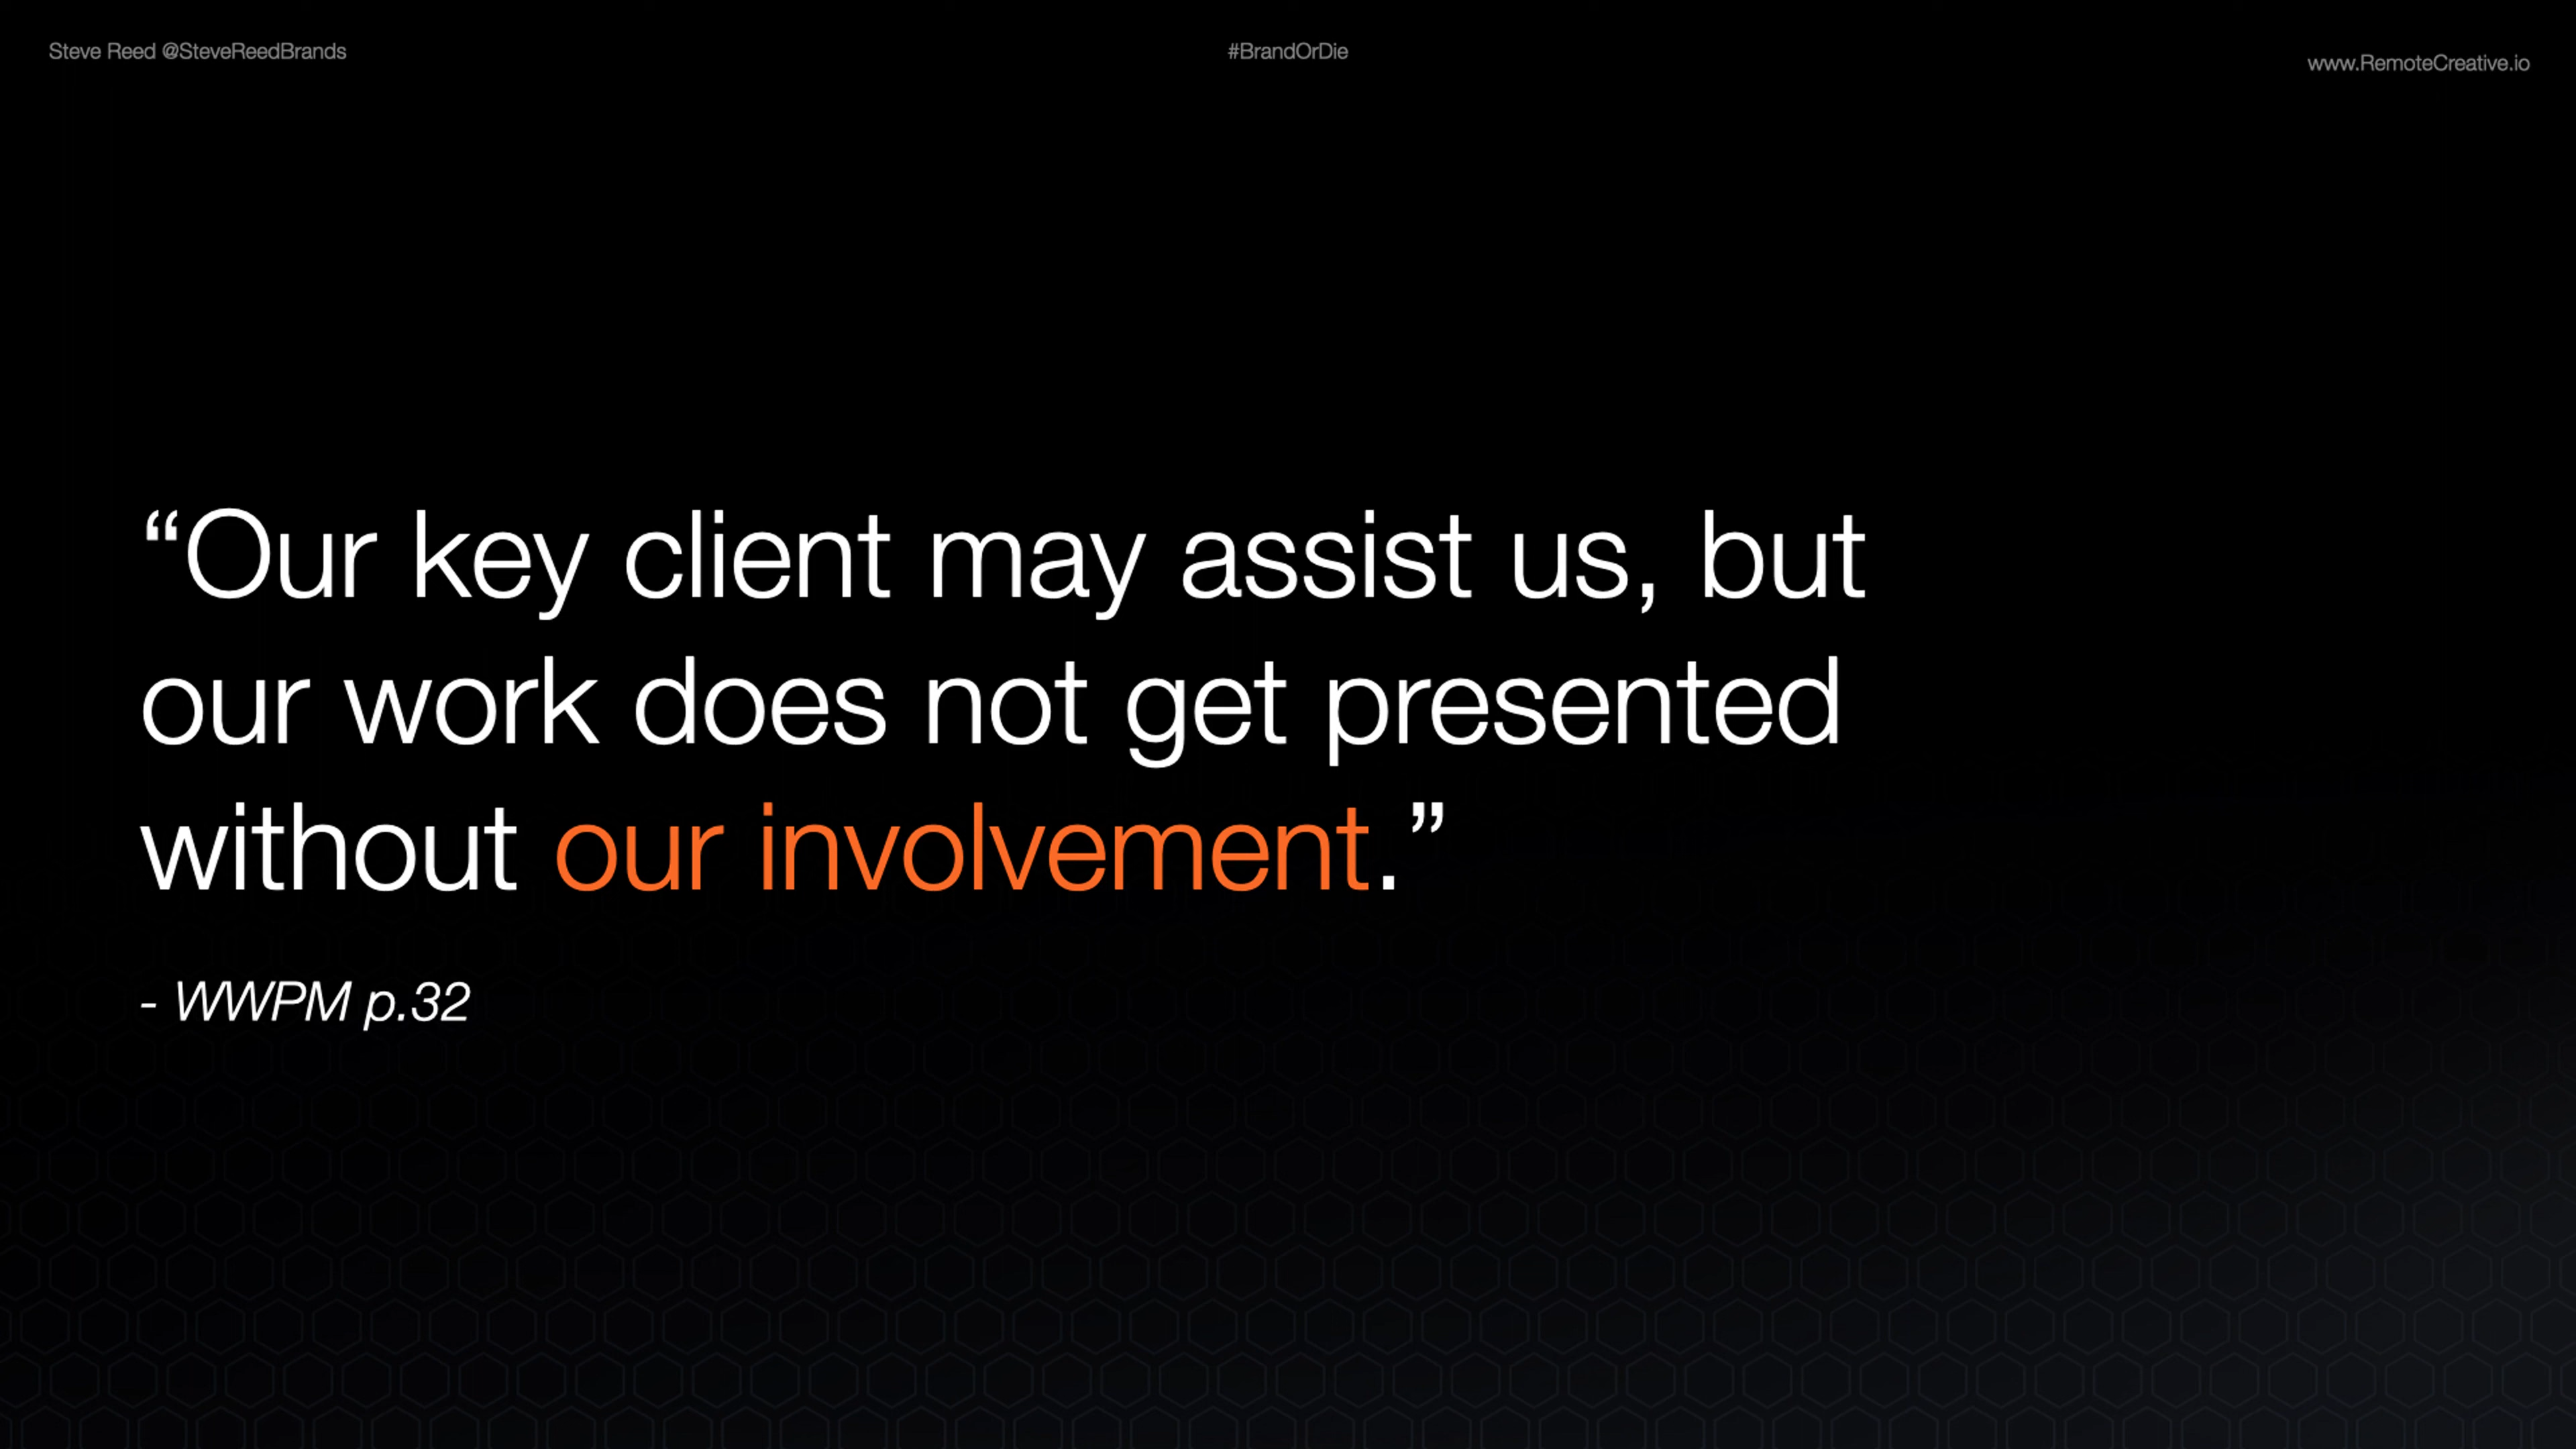 Steve Reed @SteveReedBrands
#BrandOrDie
www.RemoteCreative.io
“Our key client may assist us, but
our work does not get presented
without our involvement.”
- WWPM p.32